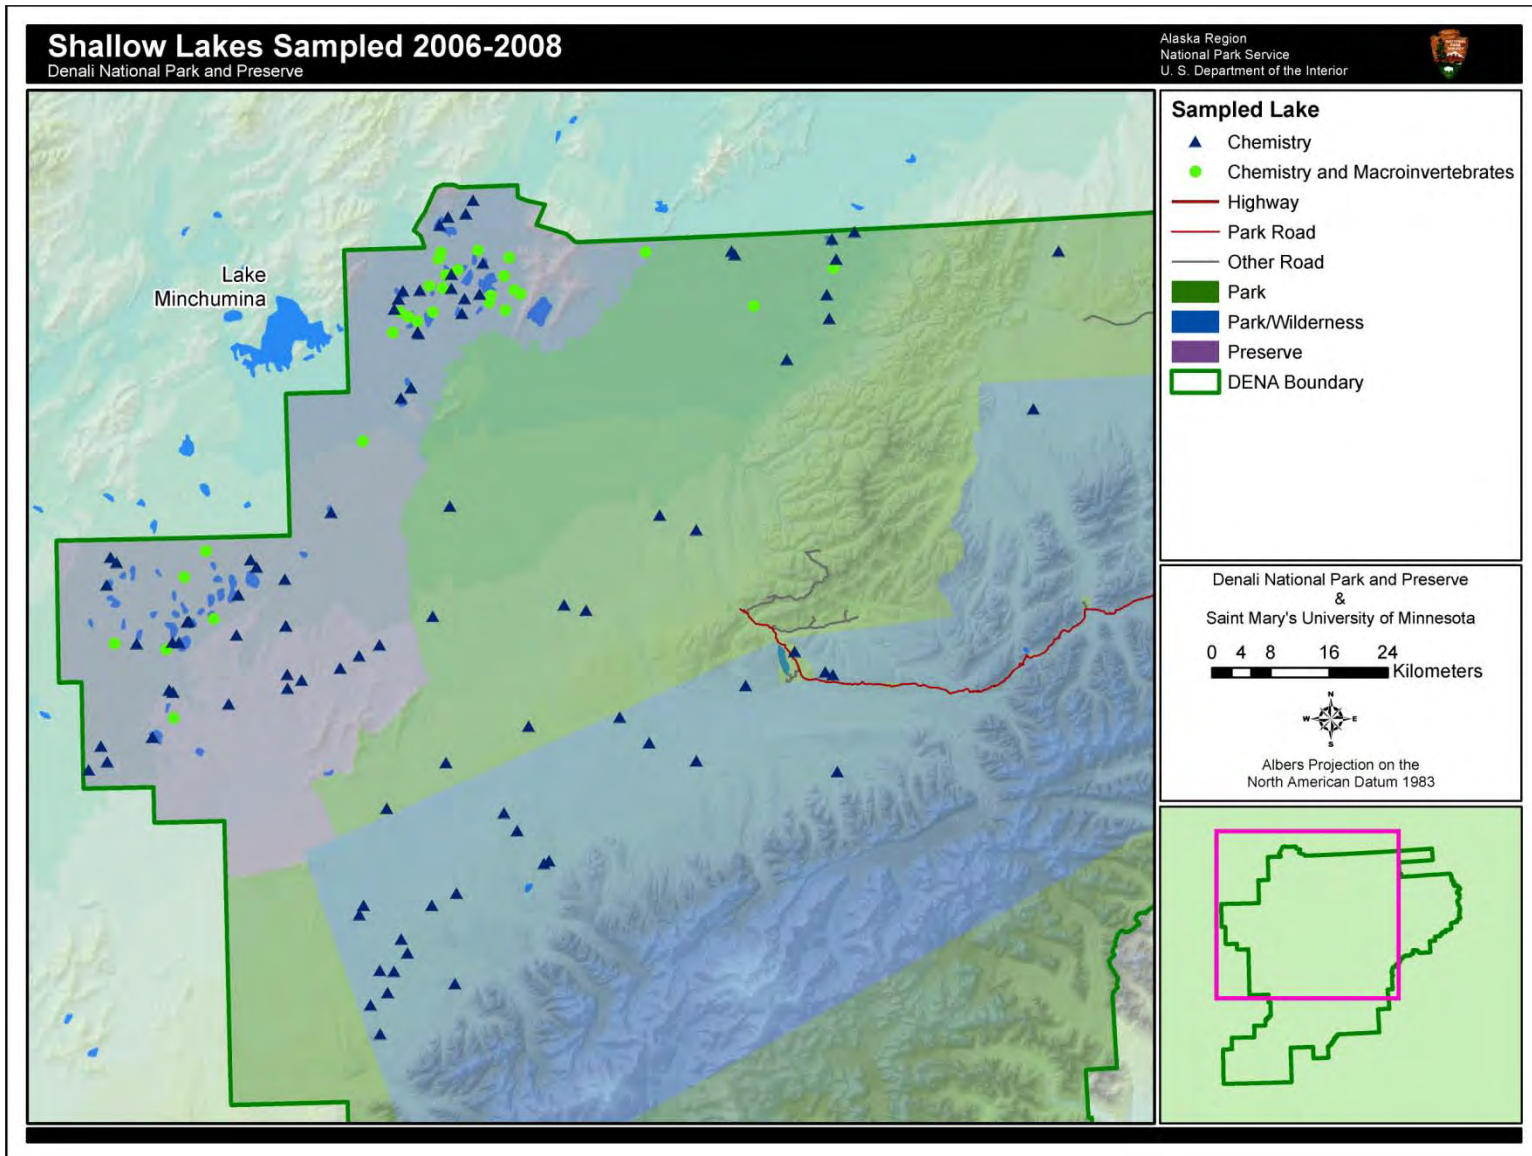 Shallow Lakes Sampled 2006-2008
Denali National Park and Preserve
Alaska Region
National Park Service
U. S. Department of the Interior
Lake
Minchumina
Sampled Lake
Chemistry
Chemistry and Macroinvertebrates
Highway
Park Road
Other Road
Park
Park/Wilderness
Preserve
DENA Boundary
Denali National Park and Preserve
&
Saint Mary's University of Minnesota
0 4 8 16 24
Kilometers
N
W E
S
Albers Projection on the
North American Datum 1983